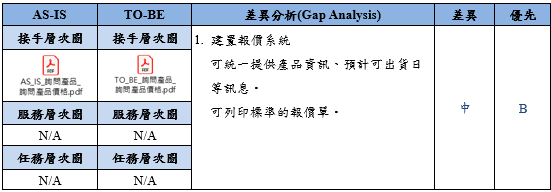 AS-IS TO-BE 差異分析(Gap Analysis) 差異 優先
接手層次圖 接手層次圖
1. 建置報價系統
可統一提供產品資訊、預計可出貨日
等訊息。
可列印標準的報價單。
PDF PDF
AS_IS_詢問產品_
詢問產品價格.pdf
TO_BE_詢問產品_
詢問產品價格.pdf
中 B
服務層次圖 服務層次圖
N/A N/A
任務層次圖 任務層次圖
N/A N/A